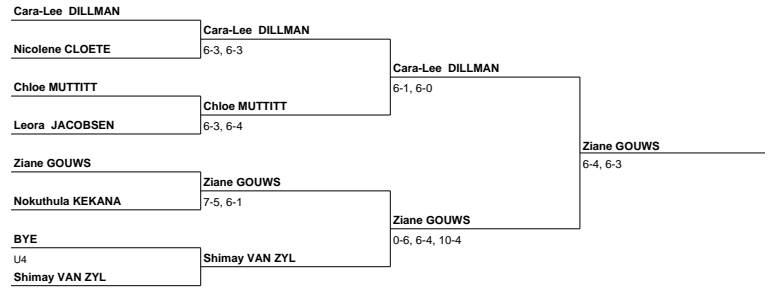 Cara-Lee  DILLMAN
Cara-Lee  DILLMAN
Nicolene CLOETE
6-3, 6-3
Cara-Lee  DILLMAN
Chloe MUTTITT
6-1, 6-0
Chloe MUTTITT
Leora  JACOBSEN
6-3, 6-4
Ziane GOUWS
Ziane GOUWS
6-4, 6-3
Ziane GOUWS
Nokuthula KEKANA
7-5, 6-1
Ziane GOUWS
BYE
0-6, 6-4, 10-4
U4
Shimay VAN ZYL
Shimay VAN ZYL